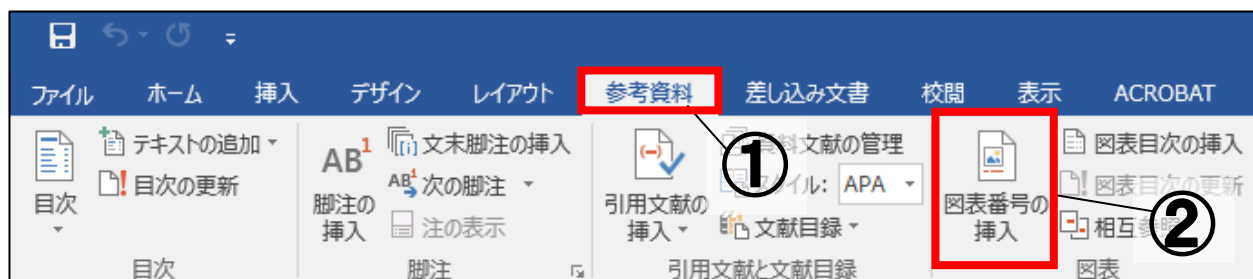 ファイル ホーム 挿入 デザイン レイアウト 参考資料 差し込み文書 校閲 表示 ACROBAT
目次
テキストの追加
目次の更新
目次
AB1
脚注の
挿入
文末脚注の挿入
次の脚注
注の表示
脚注
引用文献の
挿入
文献の管理
APA
文献目録
引用文献と文献目録
図表番号の
挿入
図表目次の挿入
図表目次の更新
相互
図表
①
②